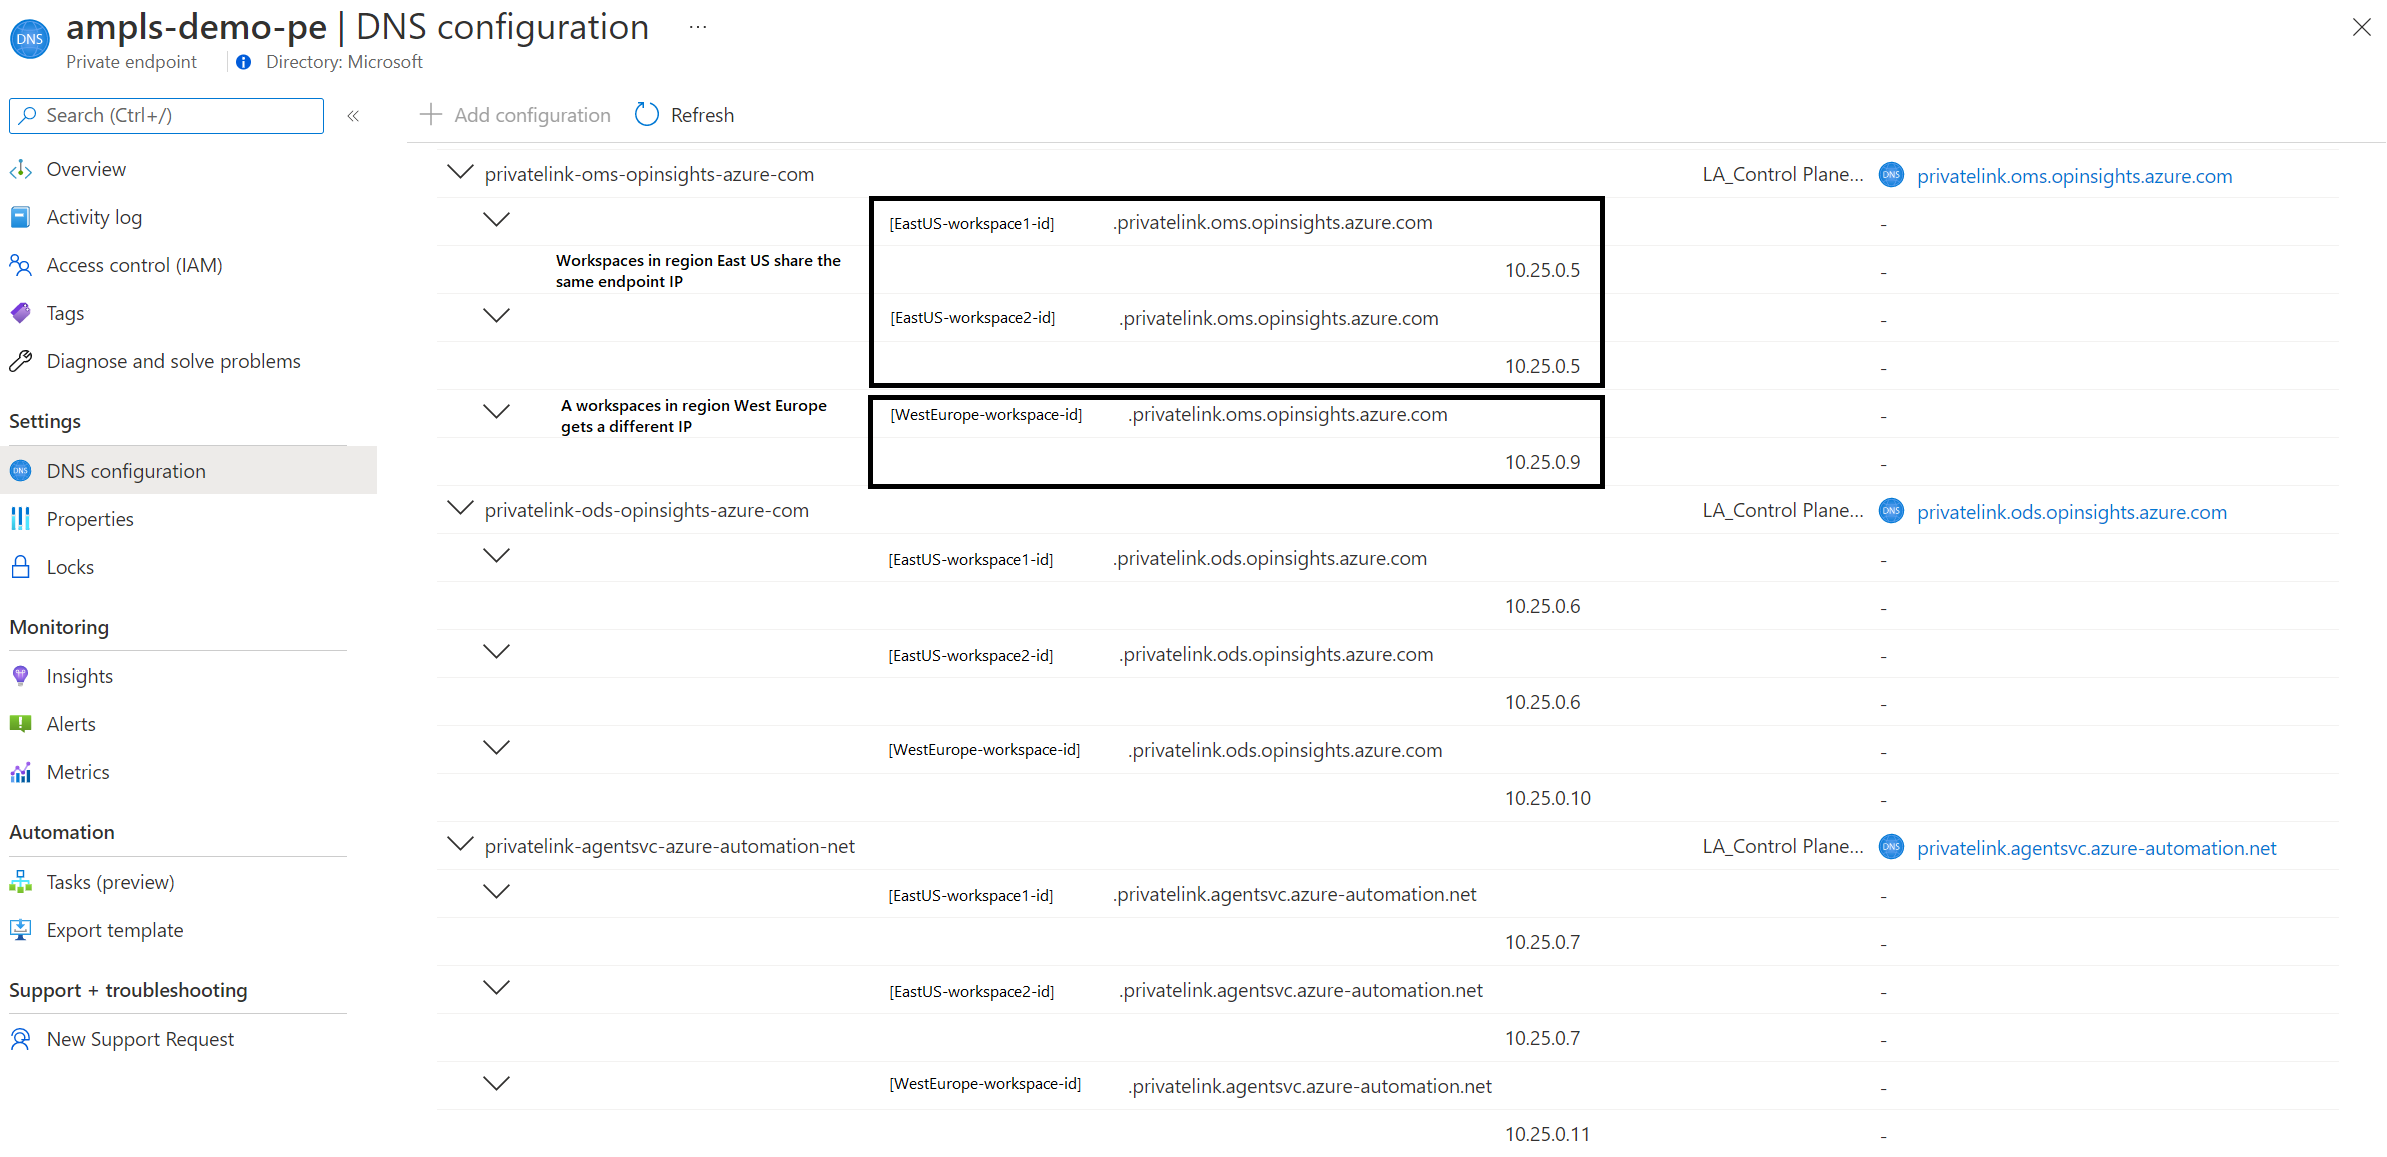 DNS
ampls-demo-pe | DNS configuration ...
Private endpoint
Directory: Microsoft
Search (Ctrl+/)
«
Add configuration
Refresh
Overview
Activity log
Access control (IAM)
Tags
Diagnose and solve problems
Settings
DNS configuration
Properties
Locks
Monitoring
Insights
Alerts
Metrics
Automation
Tasks (preview)
Export template
Support + troubleshooting
New Support Request
privatelink-oms-opinsights-azure-com LA_Control Plane... DNS privatelink.oms.opinsights.azure.com
[EastUS-workspace1-id] .privatelink.oms.opinsights.azure.com -
Workspaces in region East US share the
same endpoint IP
10.25.0.5 -
[EastUS-workspace2-id] .privatelink.oms.opinsights.azure.com -
10.25.0.5 -
A workspaces in region West Europe
gets a different IP
[WestEurope-workspace-id] .privatelink.oms.opinsights.azure.com -
10.25.0.9 -
privatelink-ods-opinsights-azure-com LA_Control Plane... DNS privatelink.ods.opinsights.azure.com
[EastUS-workspace1-id] .privatelink.ods.opinsights.azure.com -
10.25.0.6 -
[EastUS-workspace2-id] .privatelink.ods.opinsights.azure.com -
10.25.0.6 -
[WestEurope-workspace-id] .privatelink.ods.opinsights.azure.com -
10.25.0.10 -
privatelink-agentsvc-azure-automation-net LA_Control Plane... DNS privatelink.agentsvc.azure-automation.net
[EastUS-workspace1-id] .privatelink.agentsvc.azure-automation.net -
10.25.0.7 -
[EastUS-workspace2-id] .privatelink.agentsvc.azure-automation.net -
10.25.0.7 -
[WestEurope-workspace-id] .privatelink.agentsvc.azure-automation.net -
10.25.0.11 -